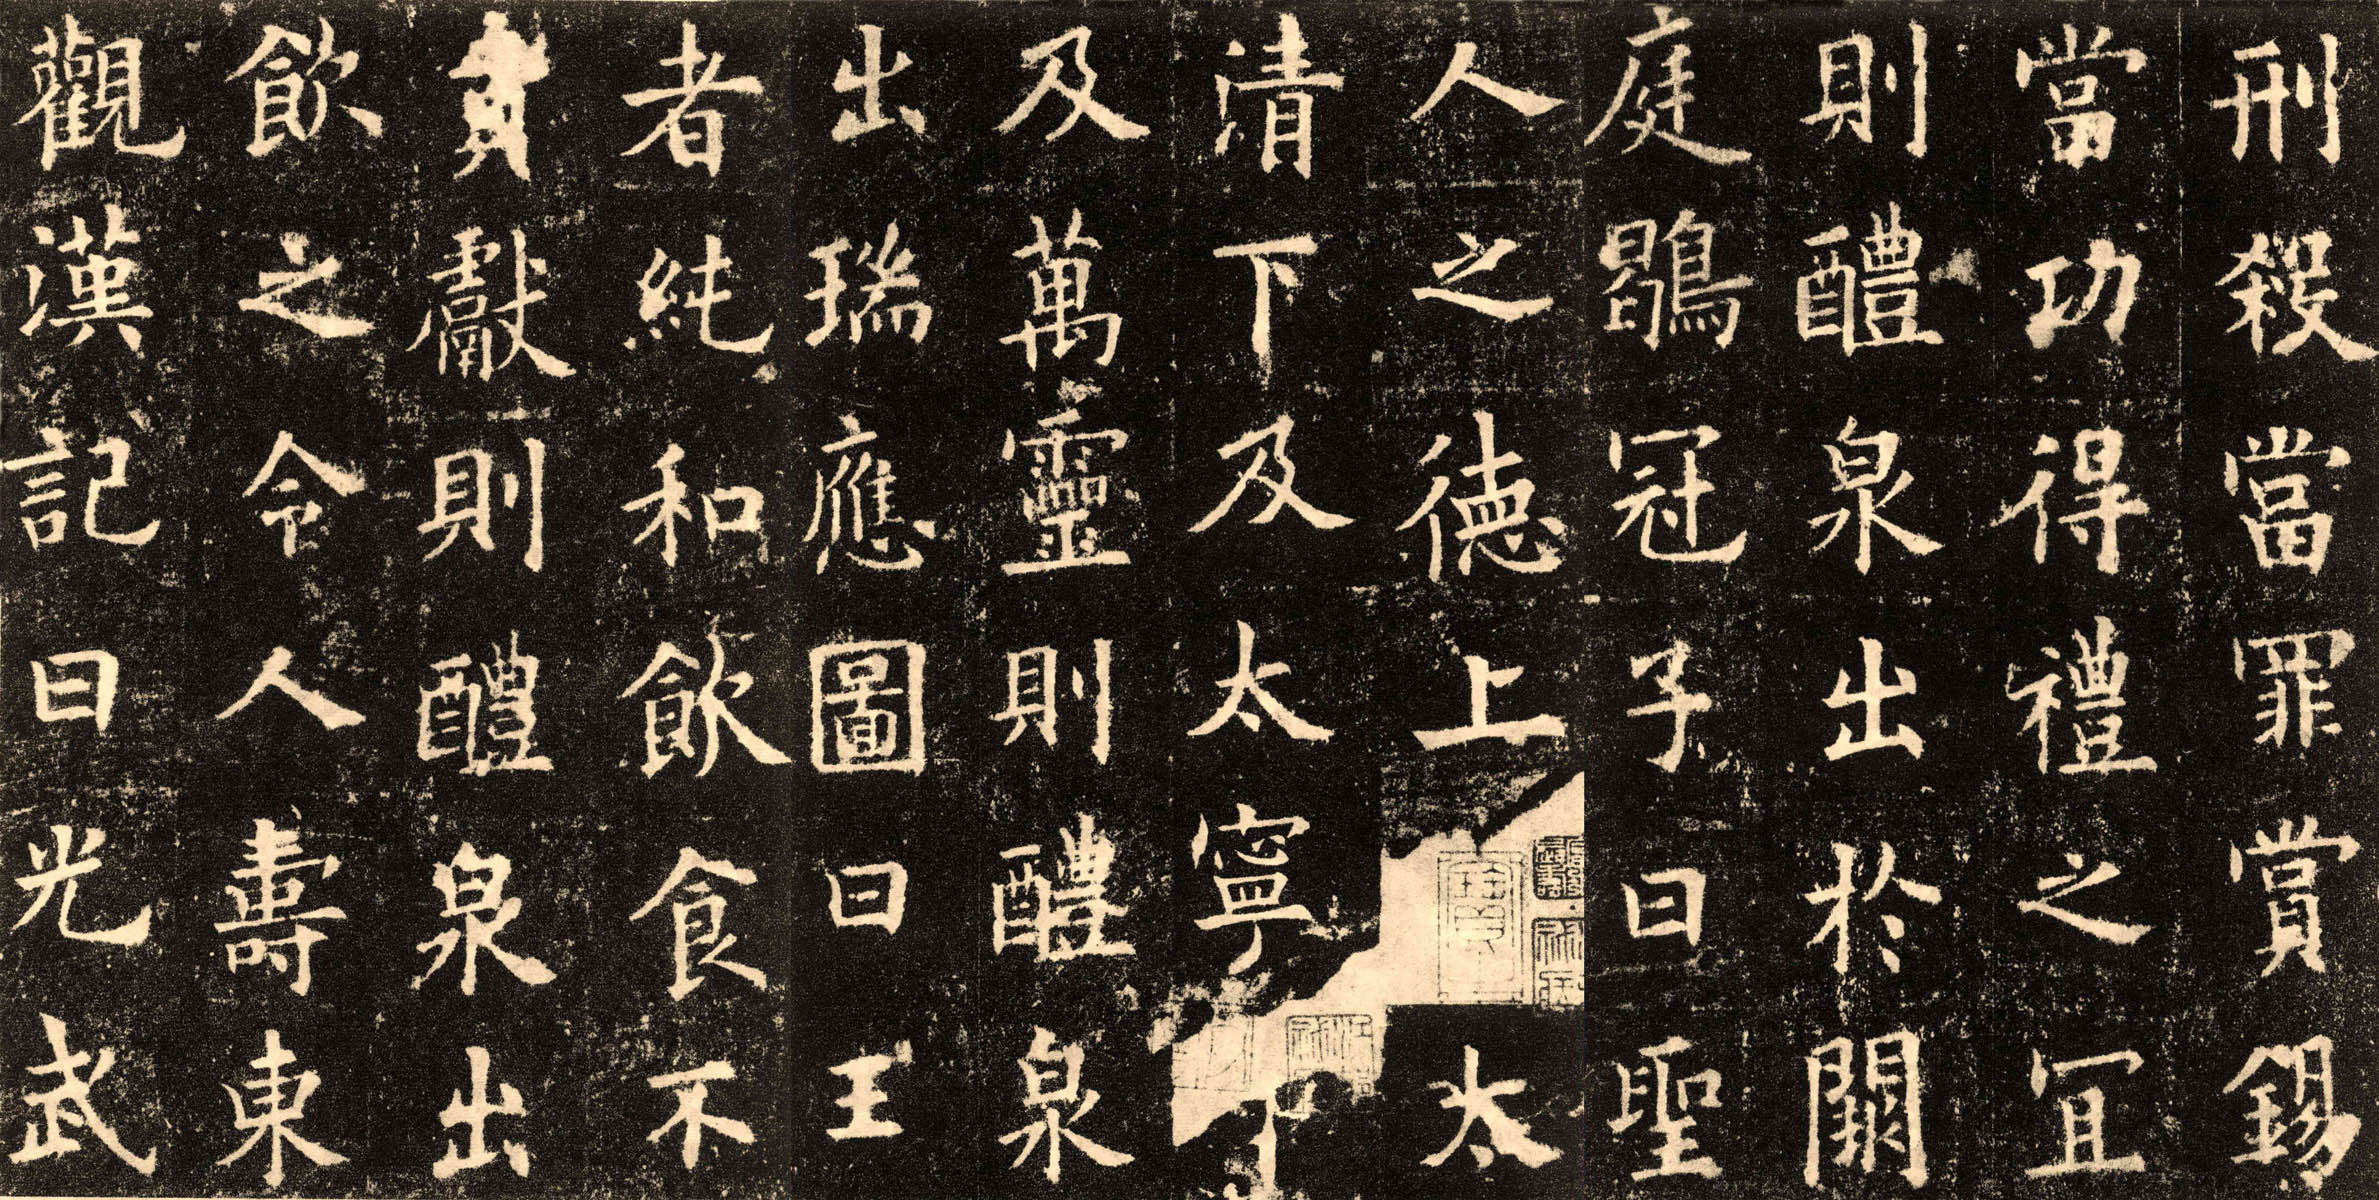 刑殺當罪賞錫
當功得禮之宜
則醴泉出於闕
庭鶡冠子曰聖
人之德上太
清下及太寧下
及萬靈則醴泉
出瑞應圖曰王
者純和飲食不
貢獻則醴泉出
飲之令人壽東
觀漢記曰光武